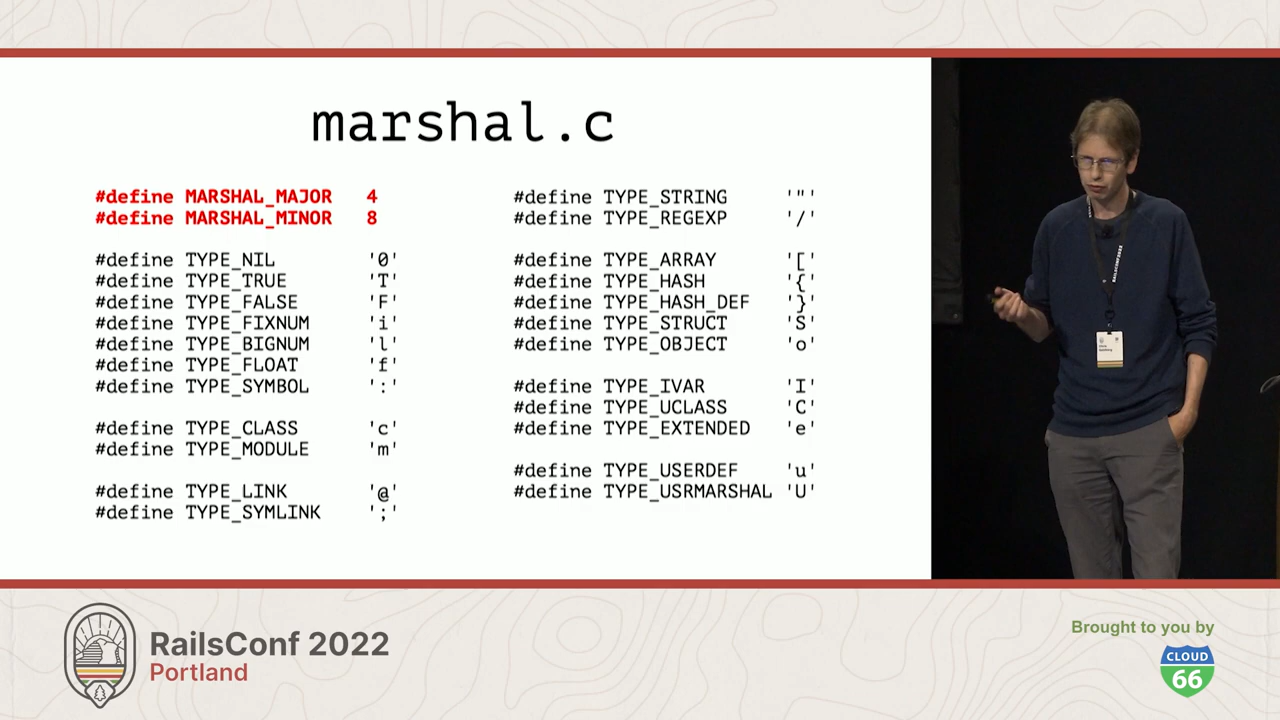 marshal.c
#define MARSHAL_MAJOR 4
#define MARSHAL_MINOR 8
#define TYPE_NIL '0'
#define TYPE_TRUE 'T'
#define TYPE_FALSE 'F'
#define TYPE_FIXNUM 'i'
#define TYPE_BIGNUM 'l'
#define TYPE_FLOAT 'f'
#define TYPE_SYMBOL ':'
#define TYPE_CLASS 'c'
#define TYPE_MODULE 'm'
#define TYPE_LINK '@'
#define TYPE_SYMLINK ';'
#define TYPE_STRING '"'
#define TYPE_REGEXP '/'
#define TYPE_ARRAY '['
#define TYPE_HASH '{'
#define TYPE_HASH_DEF '}'
#define TYPE_STRUCT 'S'
#define TYPE_OBJECT 'o'
#define TYPE_IVAR 'I'
#define TYPE_UCLASS 'C'
#define TYPE_EXTENDED 'e'
#define TYPE_USERDEF 'u'
#define TYPE_USRMARSHAL 'U'
RailsConf 2022
Portland
Brought to you by
CLOUD
66